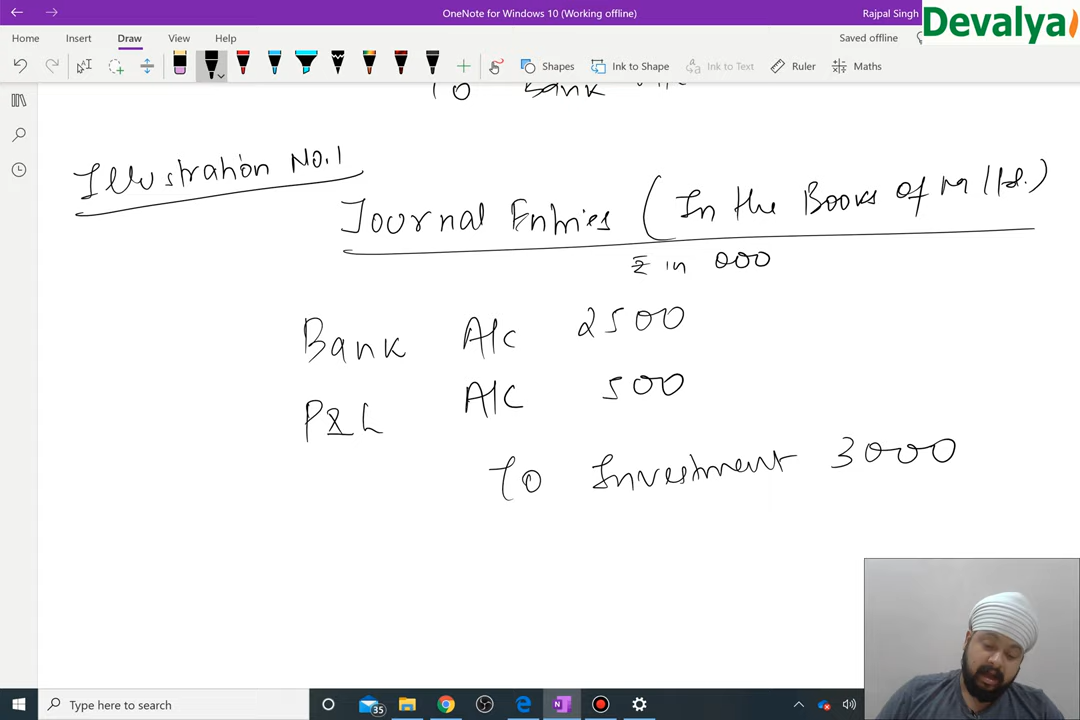 OneNote for Windows 10 (Working offline)
Rajpal Singh
Devalya
Home Insert Draw View Help
Saved offline
Shapes Ink to Shape Ink to Text Ruler Maths
To Bank A/c
Illustration No.1
Journal Entries (In the Books of M Ltd.)
₹ in 000
Bank A/c 2500
P&L A/c 500
To Investment 3000
Type here to search
35